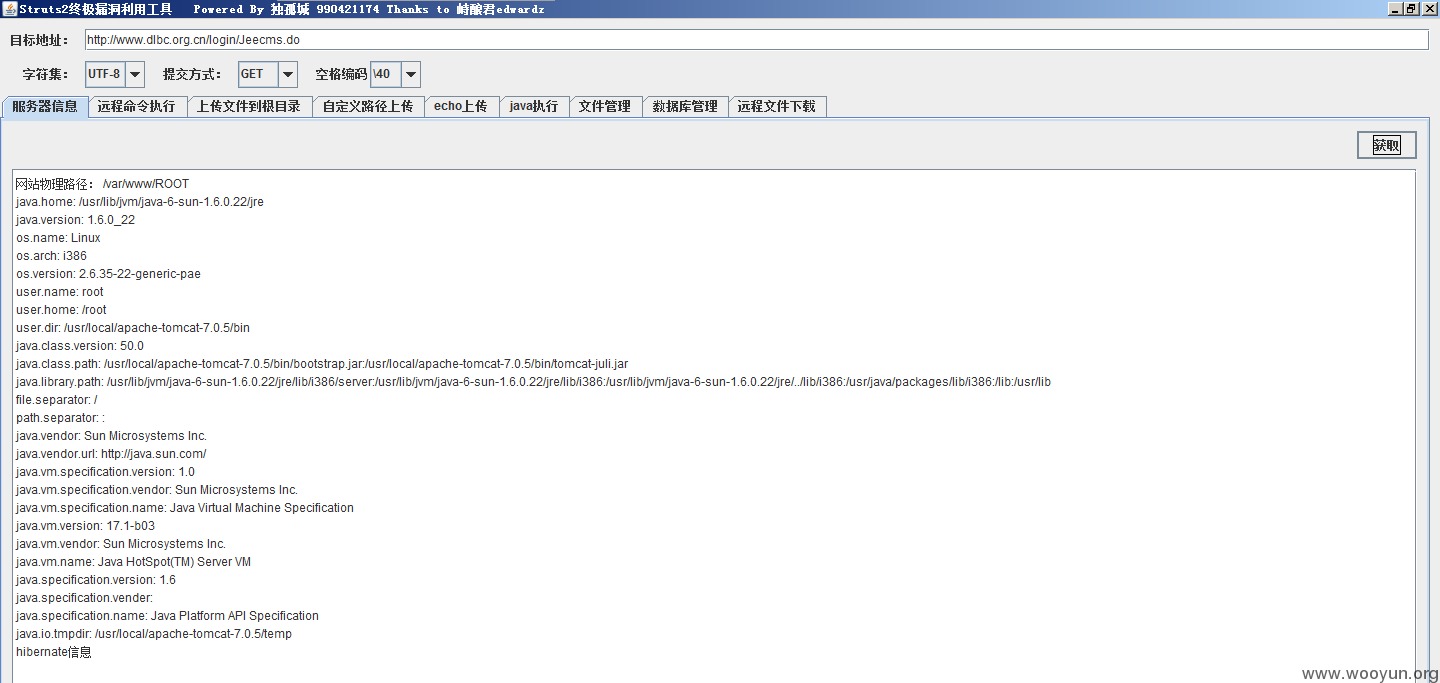 Struts2终极漏洞利用工具 Powered By 独孤城 990421174 Thanks to 峙酿君edwardz
目标地址： http://www.dlbc.org.cn/login/Jeecms.do
字符集： UTF-8 提交方式： GET 空格编码 \40
服务器信息 远程命令执行 上传文件到根目录 自定义路径上传 echo上传 java执行 文件管理 数据库管理 远程文件下载
获取
网站物理路径： /var/www/ROOT
java.home: /usr/lib/jvm/java-6-sun-1.6.0.22/jre
java.version: 1.6.0_22
os.name: Linux
os.arch: i386
os.version: 2.6.35-22-generic-pae
user.name: root
user.home: /root
user.dir: /usr/local/apache-tomcat-7.0.5/bin
java.class.version: 50.0
java.class.path: /usr/local/apache-tomcat-7.0.5/bin/bootstrap.jar:/usr/local/apache-tomcat-7.0.5/bin/tomcat-juli.jar
java.library.path: /usr/lib/jvm/java-6-sun-1.6.0.22/jre/lib/i386/server:/usr/lib/jvm/java-6-sun-1.6.0.22/jre/lib/i386:/usr/lib/jvm/java-6-sun-1.6.0.22/jre/../lib/i386:/usr/java/packages/lib/i386:/lib:/usr/lib
file.separator: /
path.separator: :
java.vendor: Sun Microsystems Inc.
java.vendor.url: http://java.sun.com/
java.vm.specification.version: 1.0
java.vm.specification.vendor: Sun Microsystems Inc.
java.vm.specification.name: Java Virtual Machine Specification
java.vm.version: 17.1-b03
java.vm.vendor: Sun Microsystems Inc.
java.vm.name: Java HotSpot(TM) Server VM
java.specification.version: 1.6
java.specification.vender:
java.specification.name: Java Platform API Specification
java.io.tmpdir: /usr/local/apache-tomcat-7.0.5/temp
hibernate信息
www.wooyun.org